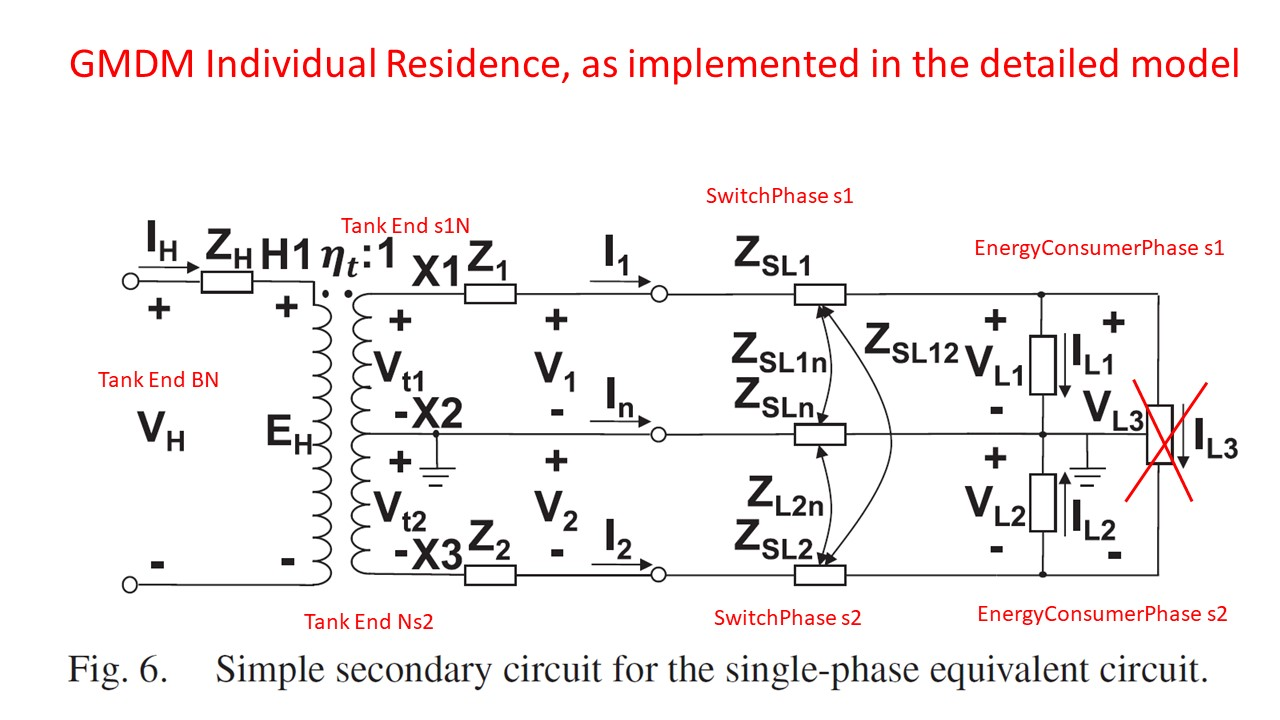 GMDM Individual Residence, as implemented in the detailed model
SwitchPhase s1
Tank End s1N
EnergyConsumerPhase s1
IH ZH H1 ηt:1 X1 Z1 I1 ZSL1
+ + + + + +
Vt1 V1 ZSL1n ZSL12 VL1 IL1
Tank End BN
- X2 - In ZSLn - VL3
VH EH IL3
+ + +
Vt2 V2 ZL2n VL2 IL2
- - - X3 Z2 - I2 ZSL2 - -
Tank End Ns2 SwitchPhase s2 EnergyConsumerPhase s2
Fig. 6. Simple secondary circuit for the single-phase equivalent circuit.